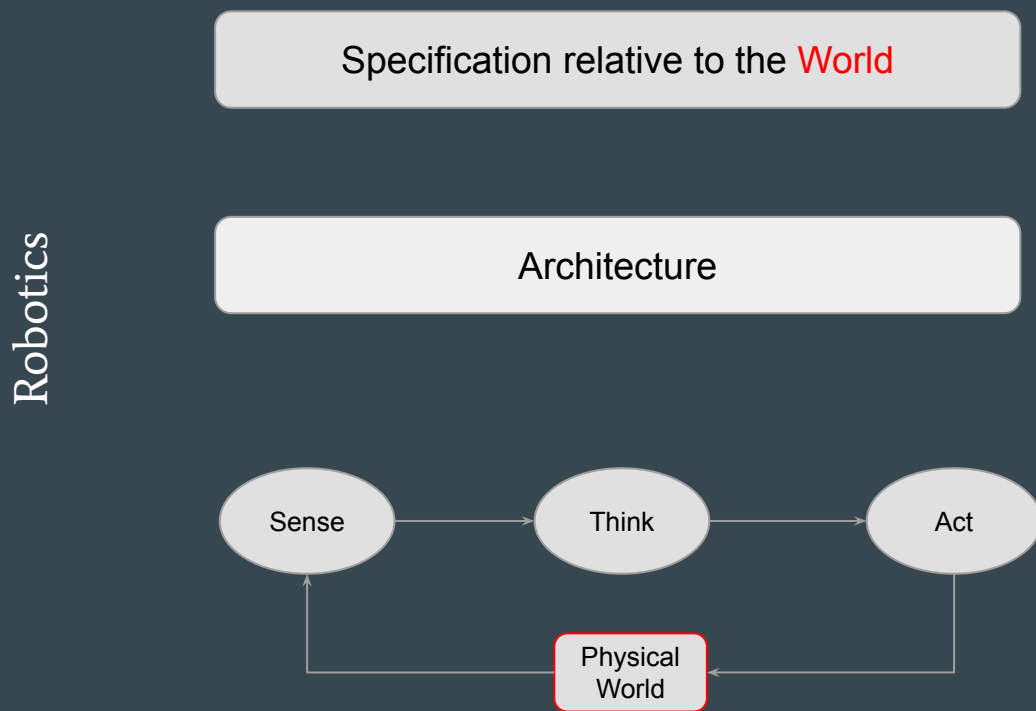 Robotics
Specification relative to the World
Architecture
Sense
Think
Act
Physical
World